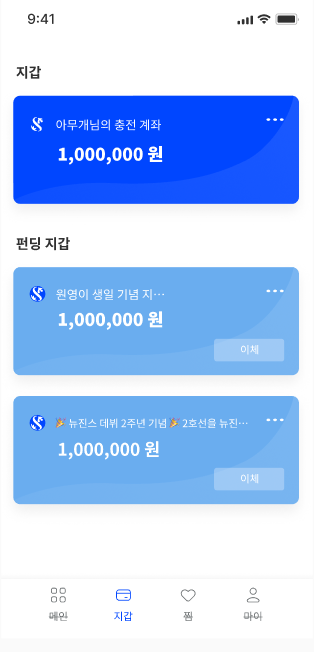 9:41
지갑
아무개님의 충전 계좌
1,000,000 원
펀딩 지갑
원영이 생일 기념 지…
1,000,000 원
이체
🎉 뉴진스 데뷔 2주년 기념 🎉 2호선을 뉴진…
1,000,000 원
이체
메인 지갑 찜 마이